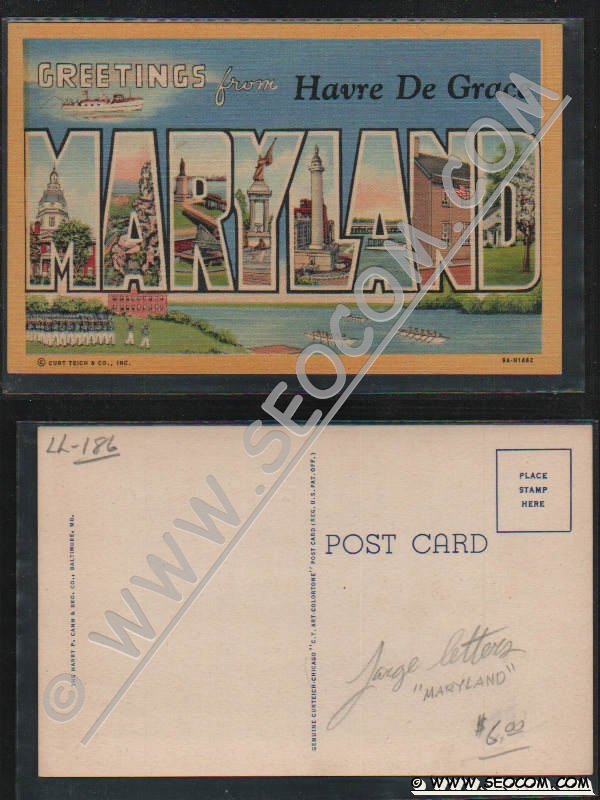 GREETINGS from Havre De Grace
MARYLAND
© CURT TEICH & CO., INC.
9A-H1482
LL-186
PLACE
STAMP
HERE
POST CARD
THE HARRY P. CANN & BRO. CO., BALTIMORE, MD.
GENUINE CURTEICH-CHICAGO "C.T. ART-COLORTONE" POST CARD (REG. U.S. PAT. OFF.)
Large letters
"MARYLAND"
$6.00
© WWW.SEOCOM.COM
© WWW.SEOCOM.COM